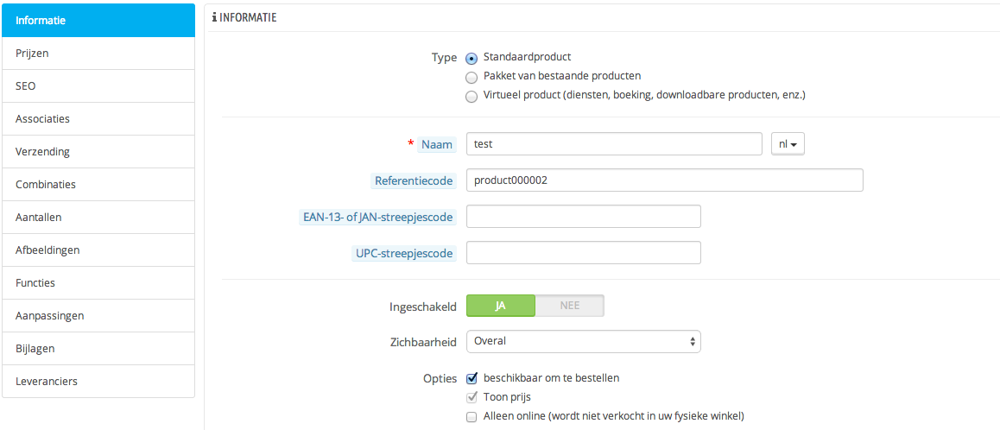 Informatie
Prijzen
SEO
Associaties
Verzending
Combinaties
Aantallen
Afbeeldingen
Functies
Aanpassingen
Bijlagen
Leveranciers
INFORMATIE
Type Standaardproduct
Pakket van bestaande producten
Virtueel product (diensten, boeking, downloadbare producten, enz.)
* Naam test nl
Referentiecode product000002
EAN-13- of JAN-streepjescode
UPC-streepjescode
Ingeschakeld JA NEE
Zichbaarheid Overal
Opties beschikbaar om te bestellen
Toon prijs
Alleen online (wordt niet verkocht in uw fysieke winkel)